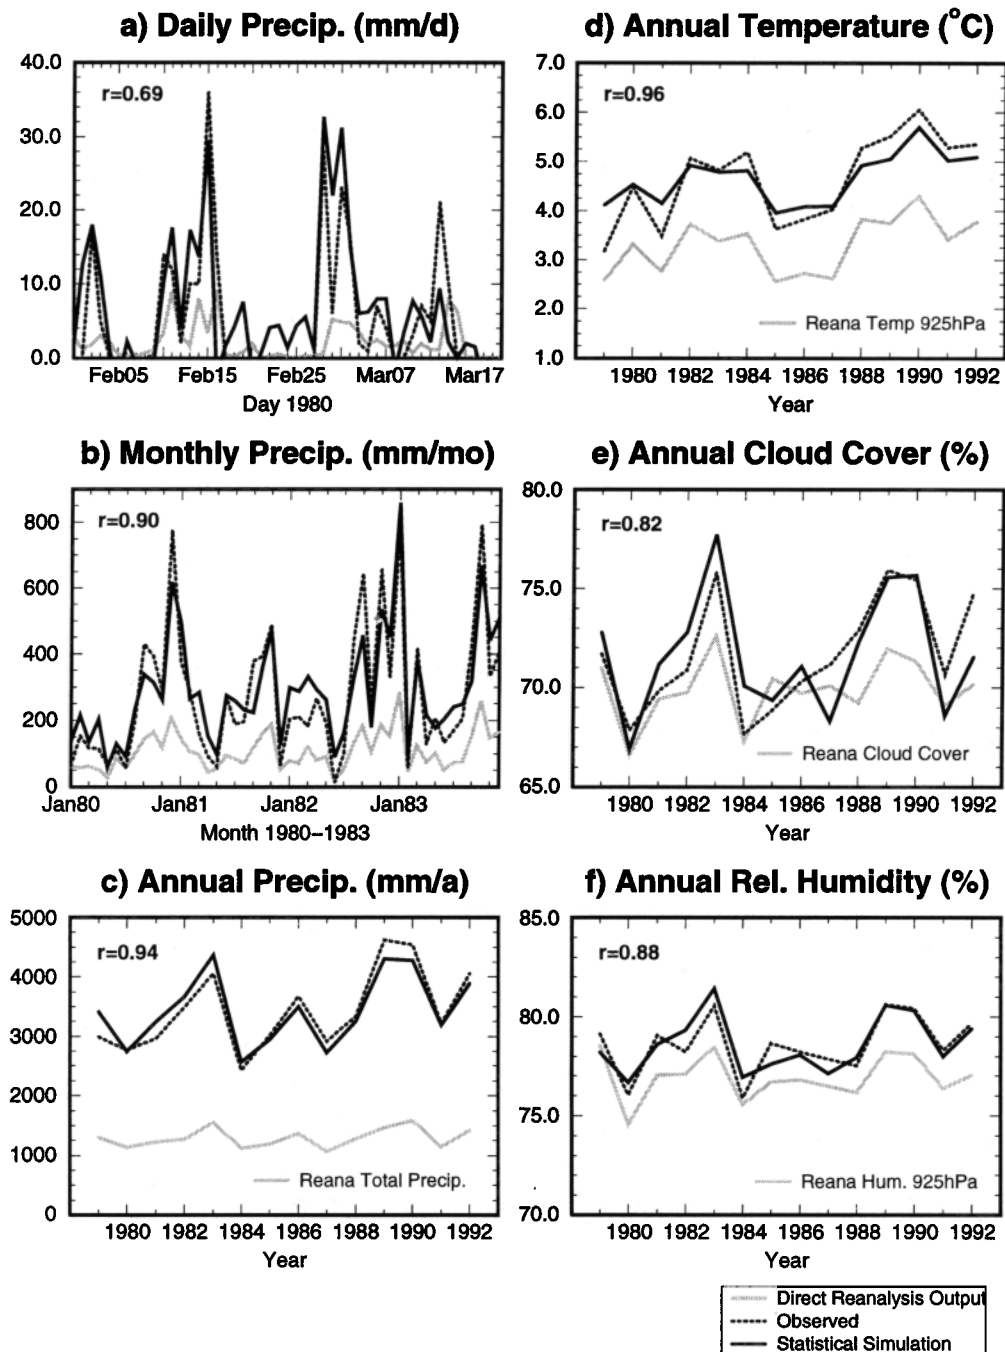 a) Daily Precip. (mm/d)
40.0
30.0
20.0
10.0
0.0
r=0.69
Feb05 Feb15 Feb25 Mar07 Mar17
Day 1980
d) Annual Temperature (°C)
7.0
6.0
5.0
4.0
3.0
2.0
1.0
r=0.96
Reana Temp 925hPa
1980 1982 1984 1986 1988 1990 1992
Year
b) Monthly Precip. (mm/mo)
800
600
400
200
0
r=0.90
Jan80 Jan81 Jan82 Jan83
Month 1980–1983
e) Annual Cloud Cover (%)
80.0
75.0
70.0
65.0
r=0.82
Reana Cloud Cover
1980 1982 1984 1986 1988 1990 1992
Year
c) Annual Precip. (mm/a)
5000
4000
3000
2000
1000
0
r=0.94
Reana Total Precip.
1980 1982 1984 1986 1988 1990 1992
Year
f) Annual Rel. Humidity (%)
85.0
80.0
75.0
70.0
r=0.88
Reana Hum. 925hPa
1980 1982 1984 1986 1988 1990 1992
Year
Direct Reanalysis Output
Observed
Statistical Simulation